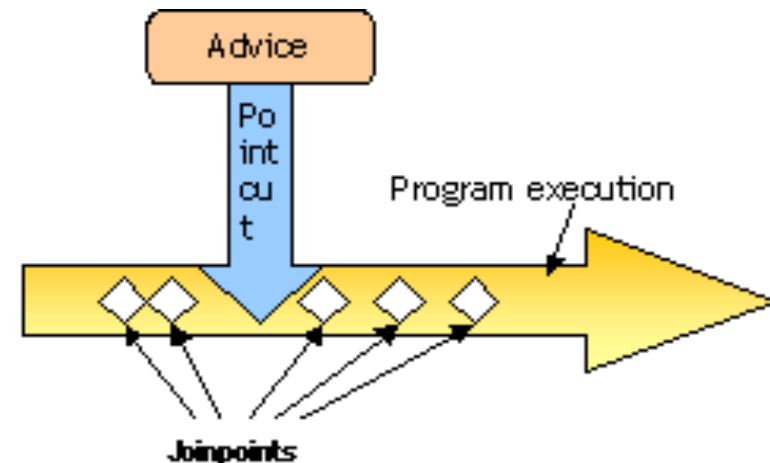 Advice
Po
int
cu
t
Program execution
Joinpoints